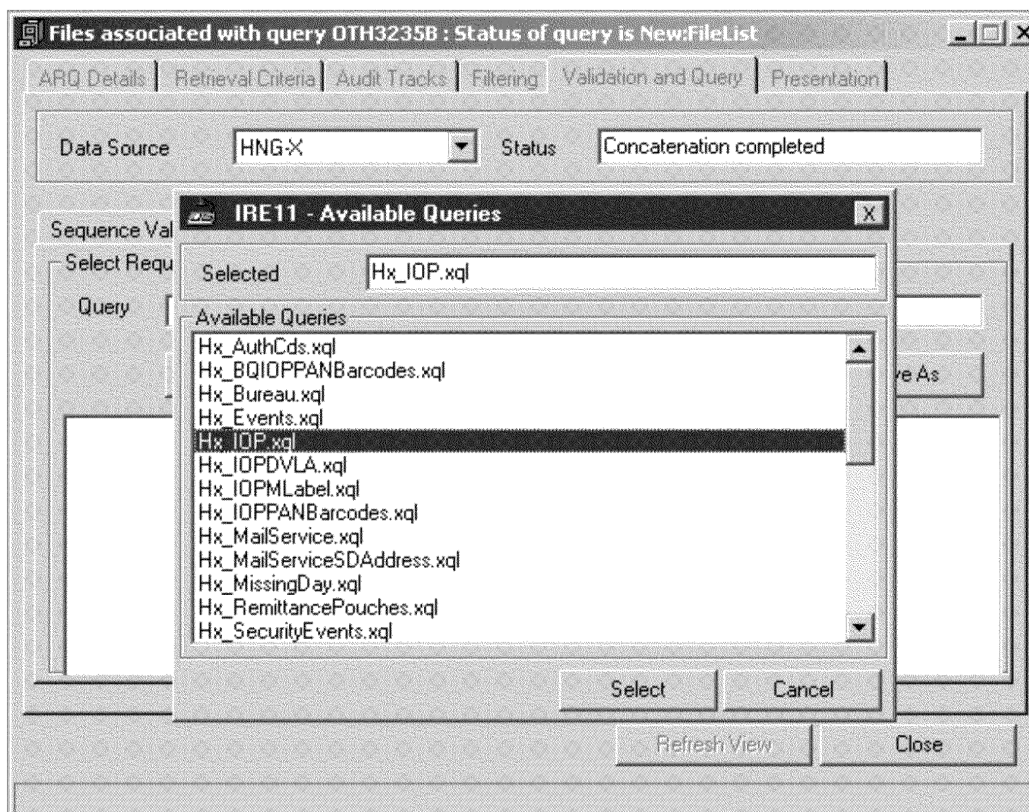 Files associated with query OTH3235B : Status of query is New:FileList
ARQ Details Retrieval Criteria Audit Tracks Filtering Validation and Query Presentation
Data Source HNG-X Status Concatenation completed
IRE11 - Available Queries
Sequence Val
Select Requ
Selected Hx_IOP.xql
Query
Available Queries
Hx_AuthCds.xql
Hx_BQIOPPANBarcodes.xql
Hx_Bureau.xql
ve As
Hx_Events.xql
Hx_IOP.xql
Hx_IOPDVLA.xql
Hx_IOPMLabel.xql
Hx_IOPPANBarcodes.xql
Hx_MailService.xql
Hx_MailServiceSDAddress.xql
Hx_MissingDay.xql
Hx_RemittancePouches.xql
Hx_SecurityEvents.xql
Select Cancel
Refresh View Close